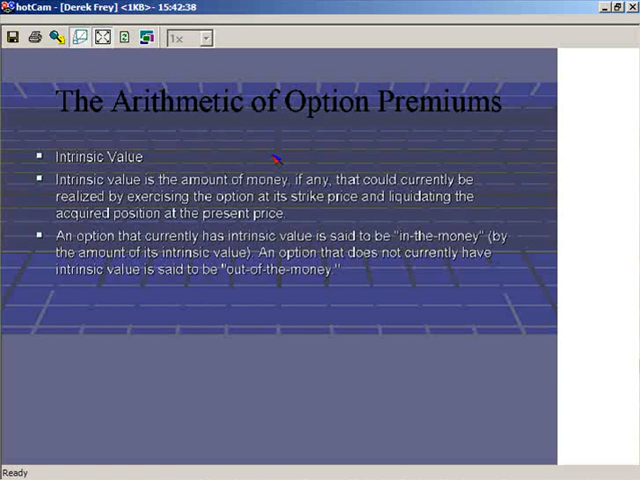 hotCam - [Derek Frey] <1KB>- 15:42:38
1x
The Arithmetic of Option Premiums
Intrinsic Value
Intrinsic value is the amount of money, if any, that could currently be
realized by exercising the option at its strike price and liquidating the
acquired position at the present price.
An option that currently has intrinsic value is said to be "in-the-money" (by
the amount of its intrinsic value). An option that does not currently have
intrinsic value is said to be "out-of-the-money."
Ready